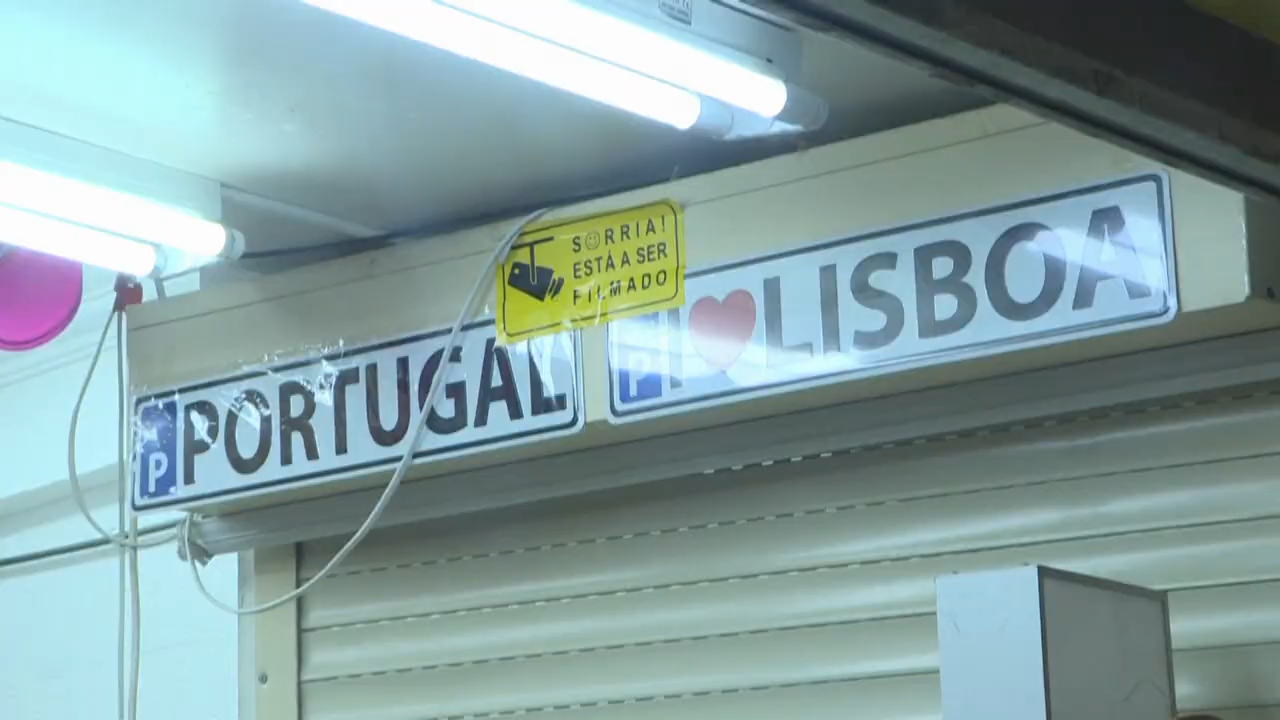 SORRIA!
ESTÁ A SER
FILMADO
P PORTUGAL
P I ❤ LISBOA